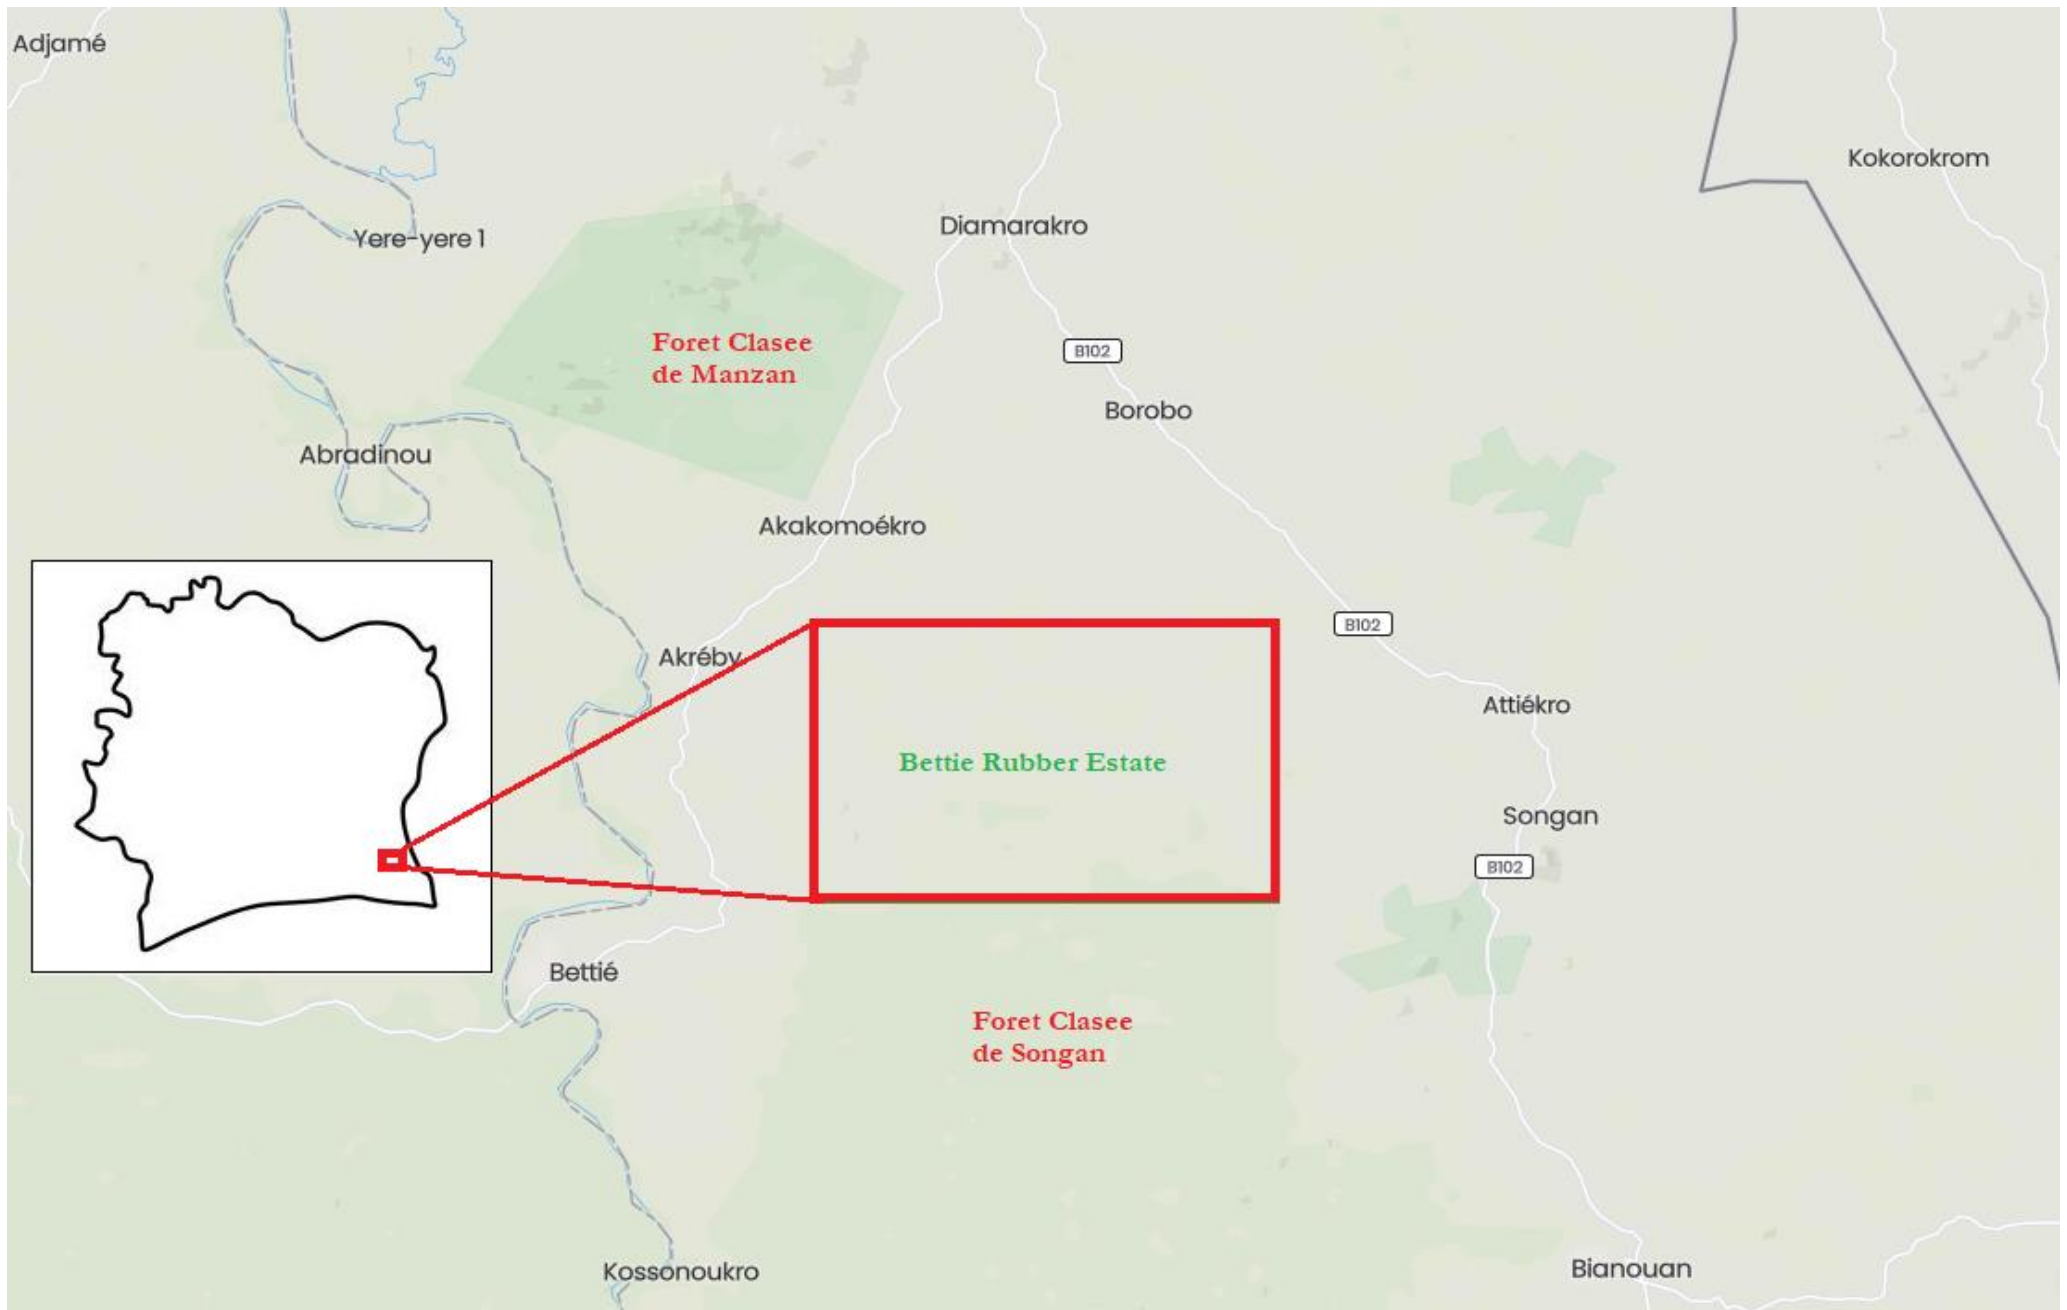 Adjamé
Kokorokrom
Diamarakro
Yere-yere 1
Foret Clasee
de Manzan
B102
Borobo
Abradinou
Akakomoékro
B102
Akréby
Attiékro
Bettie Rubber Estate
Songan
B102
Bettié
Foret Clasee
de Songan
Kossonoukro
Bianouan